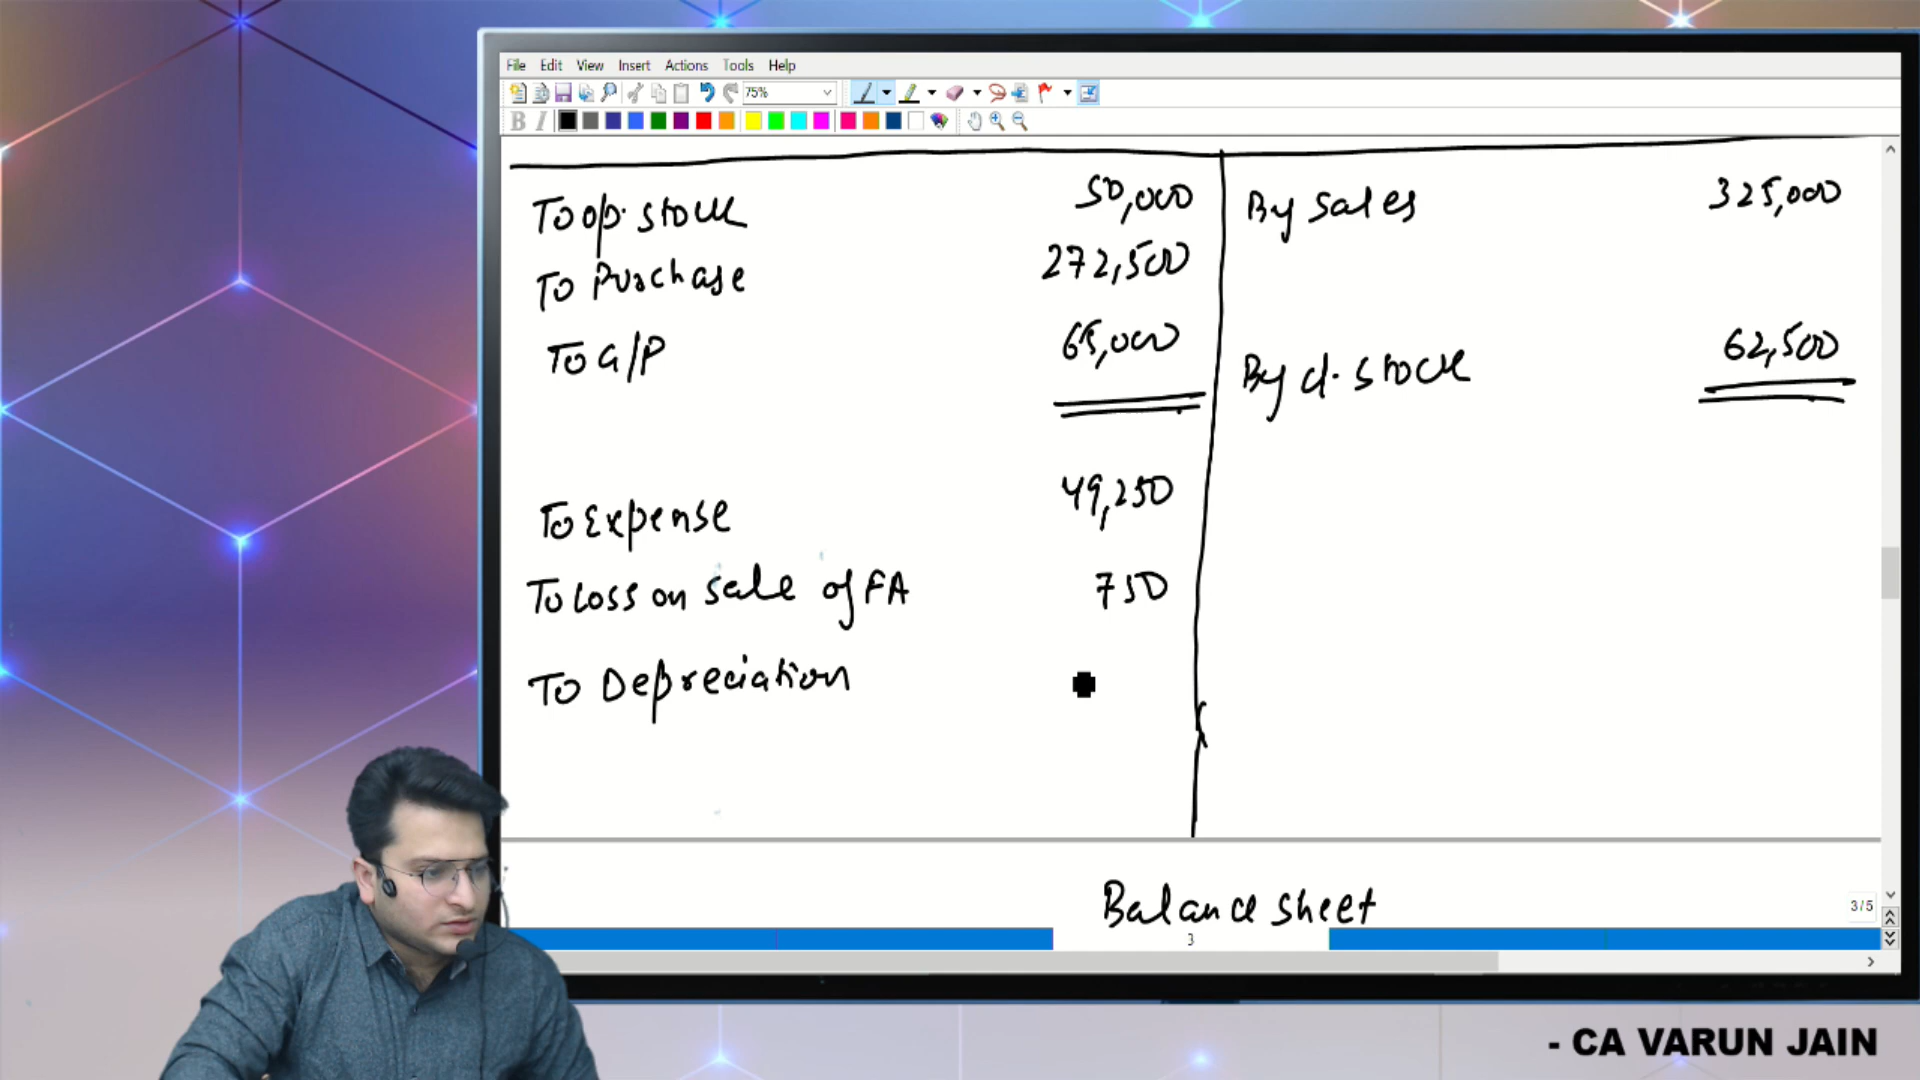 File Edit View Insert Actions Tools Help
75%
B I
To op. stock 50,000 By Sales 325,000
To Purchase 272,500
To G/P 65,000 By cl. stock 62,500
To Expense 49,250
To Loss on sale of FA 750
To Depreciation
Balance sheet
3/5
3
- CA VARUN JAIN